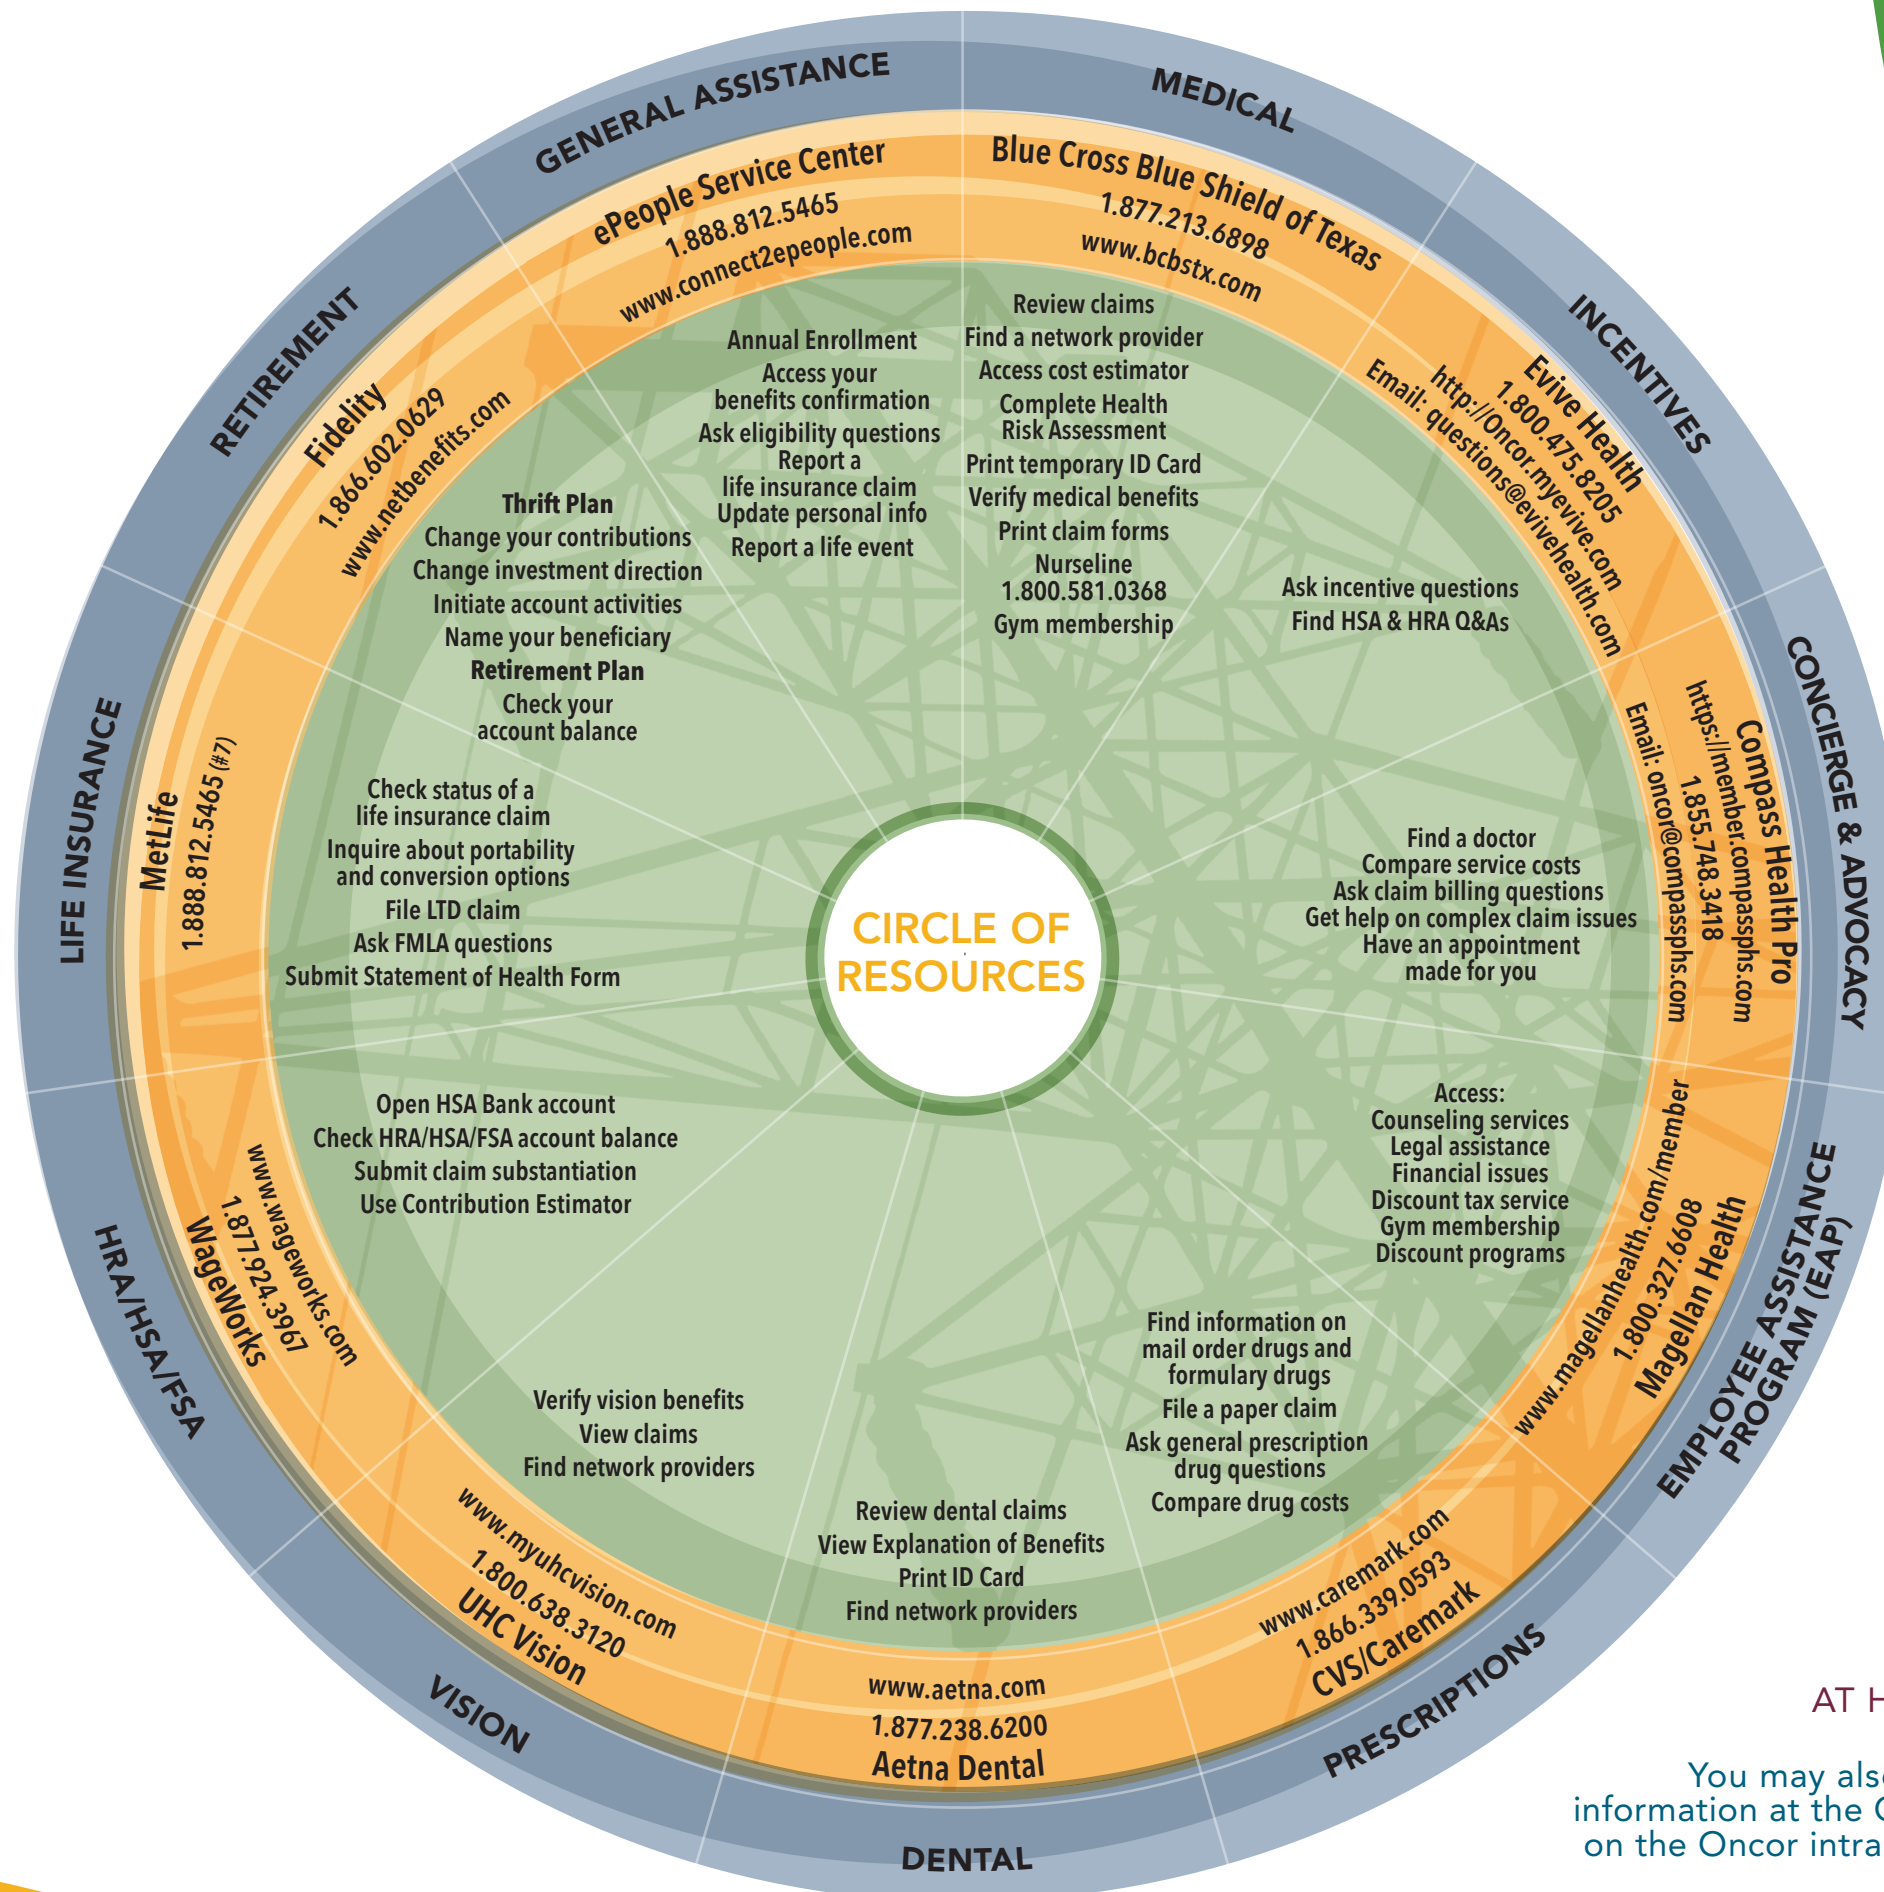 CIRCLE OF
RESOURCES
MEDICAL
Blue Cross Blue Shield of Texas
1.877.213.6898
www.bcbstx.com
Review claims
Find a network provider
Access cost estimator
Complete Health
Risk Assessment
Print temporary ID Card
Verify medical benefits
Print claim forms
Nurseline
1.800.581.0368
Gym membership
INCENTIVES
Evive Health
1.800.475.8205
http://Oncor.myevive.com
Email: questions@evivehealth.com
Ask incentive questions
Find HSA & HRA Q&As
CONCIERGE & ADVOCACY
Compass Health Pro
https://member.compassphs.com
1.855.748.3418
Email: oncor@compassphs.com
Find a doctor
Compare service costs
Ask claim billing questions
Get help on complex claim issues
Have an appointment
made for you
EMPLOYEE ASSISTANCE
PROGRAM (EAP)
Magellan Health
1.800.327.6608
www.magellanhealth.com/member
Access:
Counseling services
Legal assistance
Financial issues
Discount tax service
Gym membership
Discount programs
Find information on
mail order drugs and
formulary drugs
File a paper claim
Ask general prescription
drug questions
Compare drug costs
www.caremark.com
1.866.339.0593
CVS/Caremark
PRESCRIPTIONS
Review dental claims
View Explanation of Benefits
Print ID Card
Find network providers
www.aetna.com
1.877.238.6200
Aetna Dental
DENTAL
Verify vision benefits
View claims
Find network providers
www.myuhcvision.com
1.800.638.3120
UHC Vision
VISION
Open HSA Bank account
Check HRA/HSA/FSA account balance
Submit claim substantiation
Use Contribution Estimator
www.wageworks.com
1.877.924.3967
WageWorks
HRA/HSA/FSA
LIFE INSURANCE
MetLife
1.888.812.5465 (#7)
Check status of a
life insurance claim
Inquire about portability
and conversion options
File LTD claim
Ask FMLA questions
Submit Statement of Health Form
RETIREMENT
Fidelity
1.866.602.0629
www.netbenefits.com
Thrift Plan
Change your contributions
Change investment direction
Initiate account activities
Name your beneficiary
Retirement Plan
Check your
account balance
GENERAL ASSISTANCE
ePeople Service Center
1.888.812.5465
www.connect2epeople.com
Annual Enrollment
Access your
benefits confirmation
Ask eligibility questions
Report a
life insurance claim
Update personal info
Report a life event
AT H
You may als
information at the
on the Oncor intra